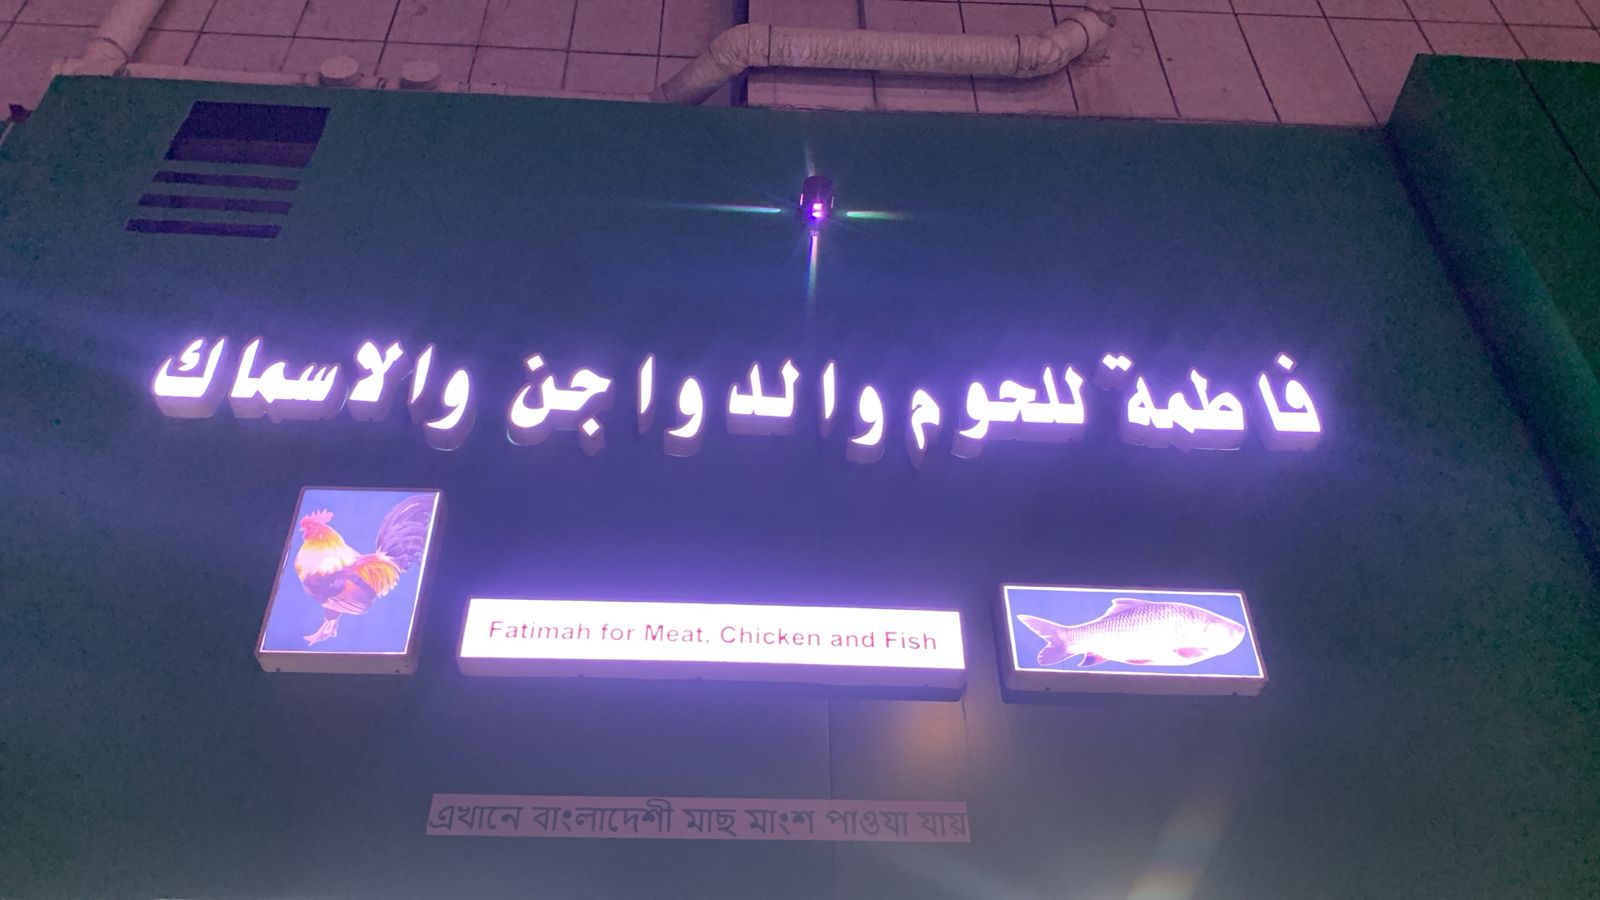 فاطمة للحوم والدواجن والاسماك
Fatimah for Meat, Chicken and Fish
এখানে বাংলাদেশী মাছ মাংশ পাওযা যায়